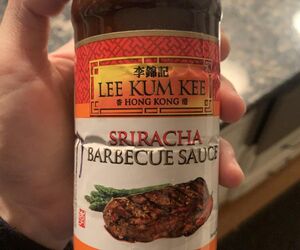 李錦記
LEE KUM KEE
香 HONG KONG 港
SRIRACHA
BARBECUE SAUCE